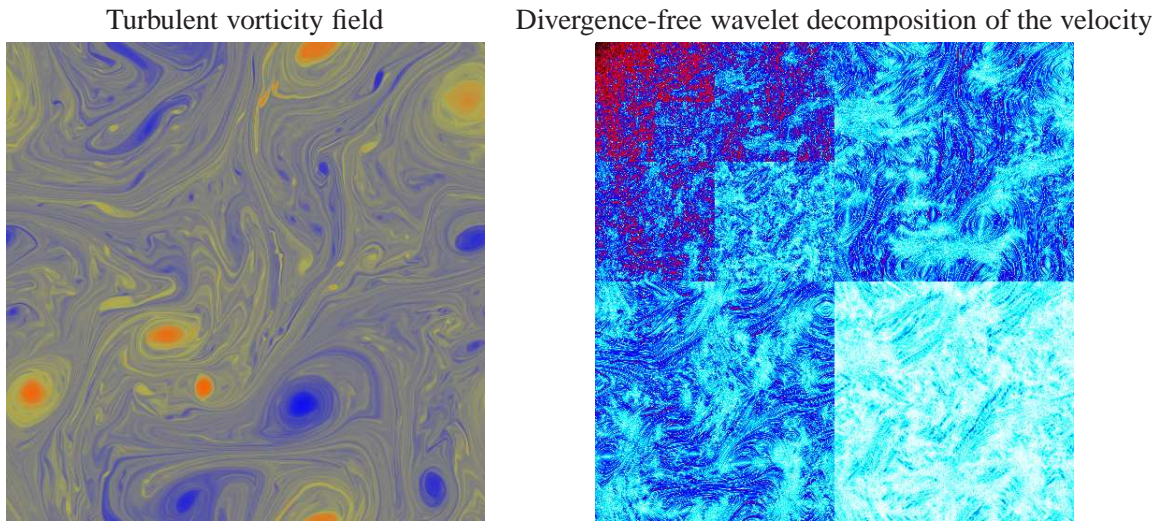 Turbulent vorticity field
Divergence-free wavelet decomposition of the velocity